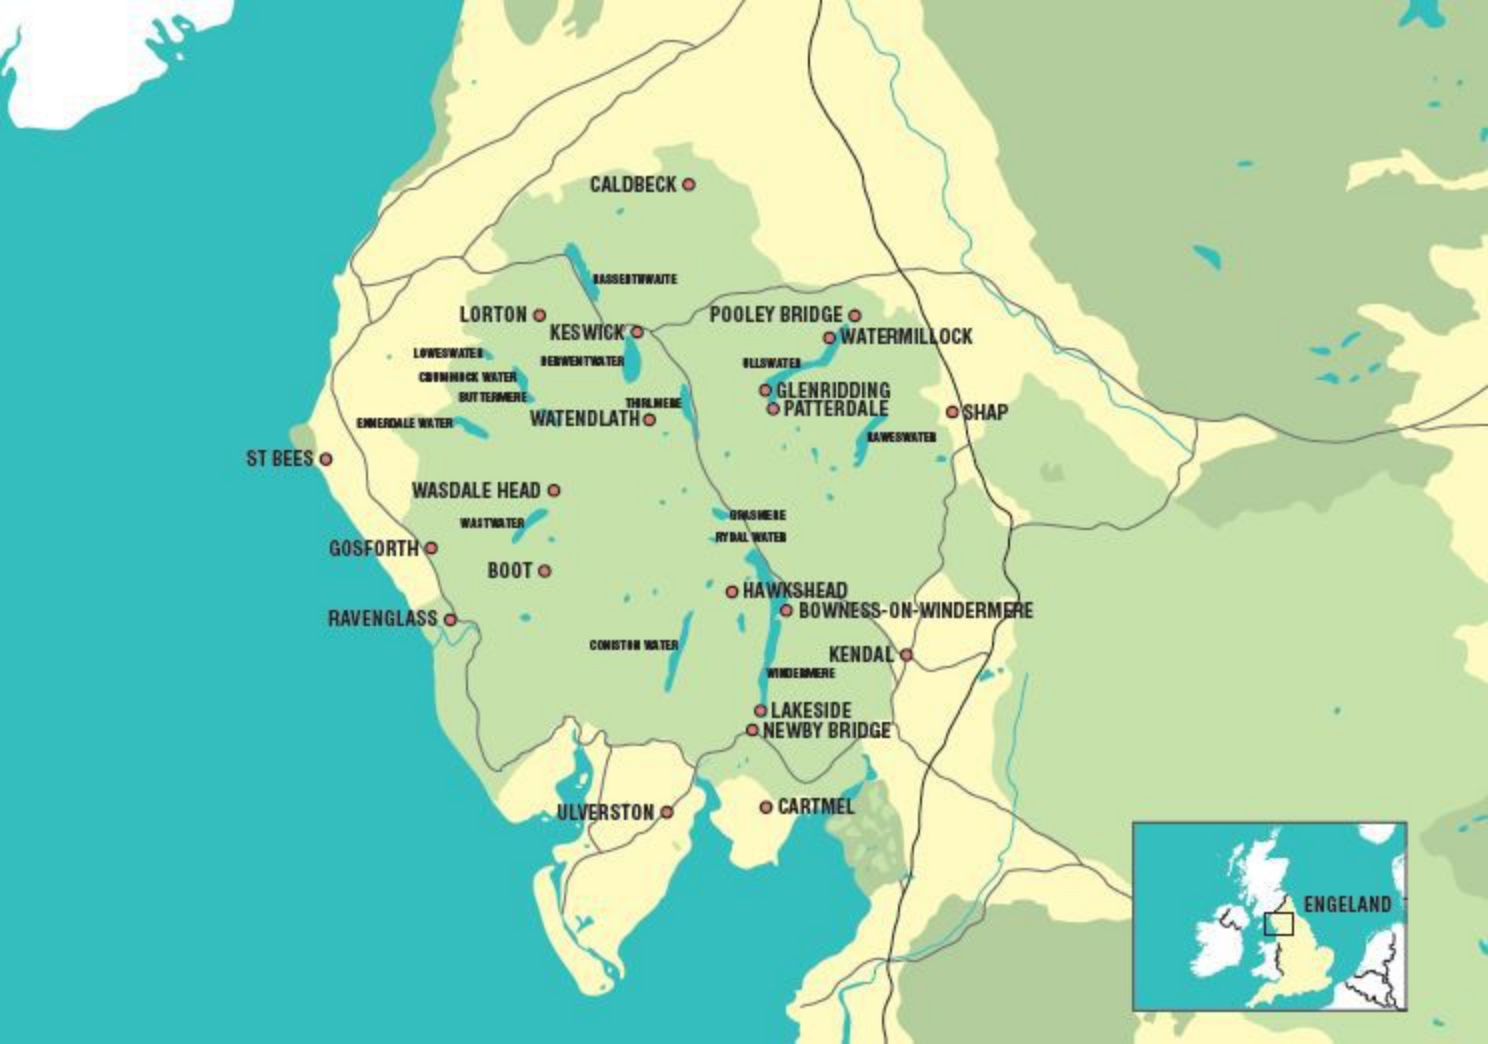 CALDBECK
BASSENTHWAITE
LORTON
POOLEY BRIDGE
KESWICK
WATERMILLOCK
LOWESWATER
DERWENTWATER
ULLSWATER
CRUMMOCK WATER
BUTTERMERE
GLENRIDDING
THIRLMERE
PATTERDALE
SHAP
ENNERDALE WATER
WATENDLATH
HAWESWATER
ST BEES
WASDALE HEAD
WASTWATER
GRASMERE
RYDAL WATER
GOSFORTH
BOOT
HAWKSHEAD
BOWNESS-ON-WINDERMERE
RAVENGLASS
CONISTON WATER
KENDAL
WINDERMERE
LAKESIDE
NEWBY BRIDGE
ULVERSTON
CARTMEL
ENGELAND